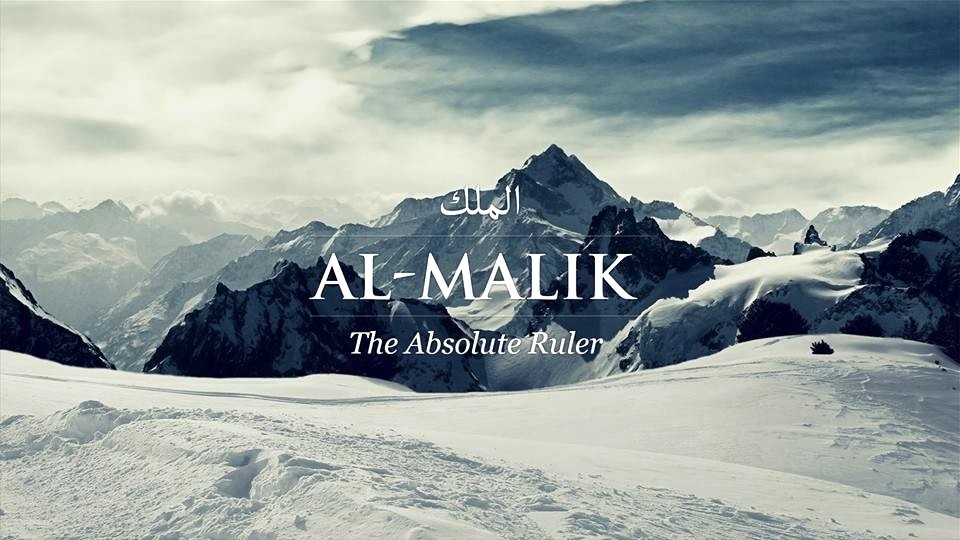 الملك
AL-MALIK
The Absolute Ruler